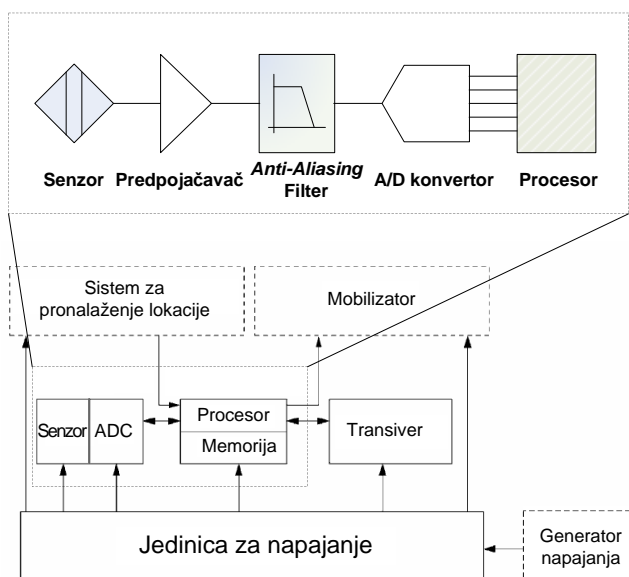 Senzor
Predpojačavač
Anti-Aliasing
Filter
A/D konvertor
Procesor
Sistem za
pronalaženje lokacije
Mobilizator
Senzor
ADC
Procesor
Memorija
Transiver
Jedinica za napajanje
Generator
napajanja